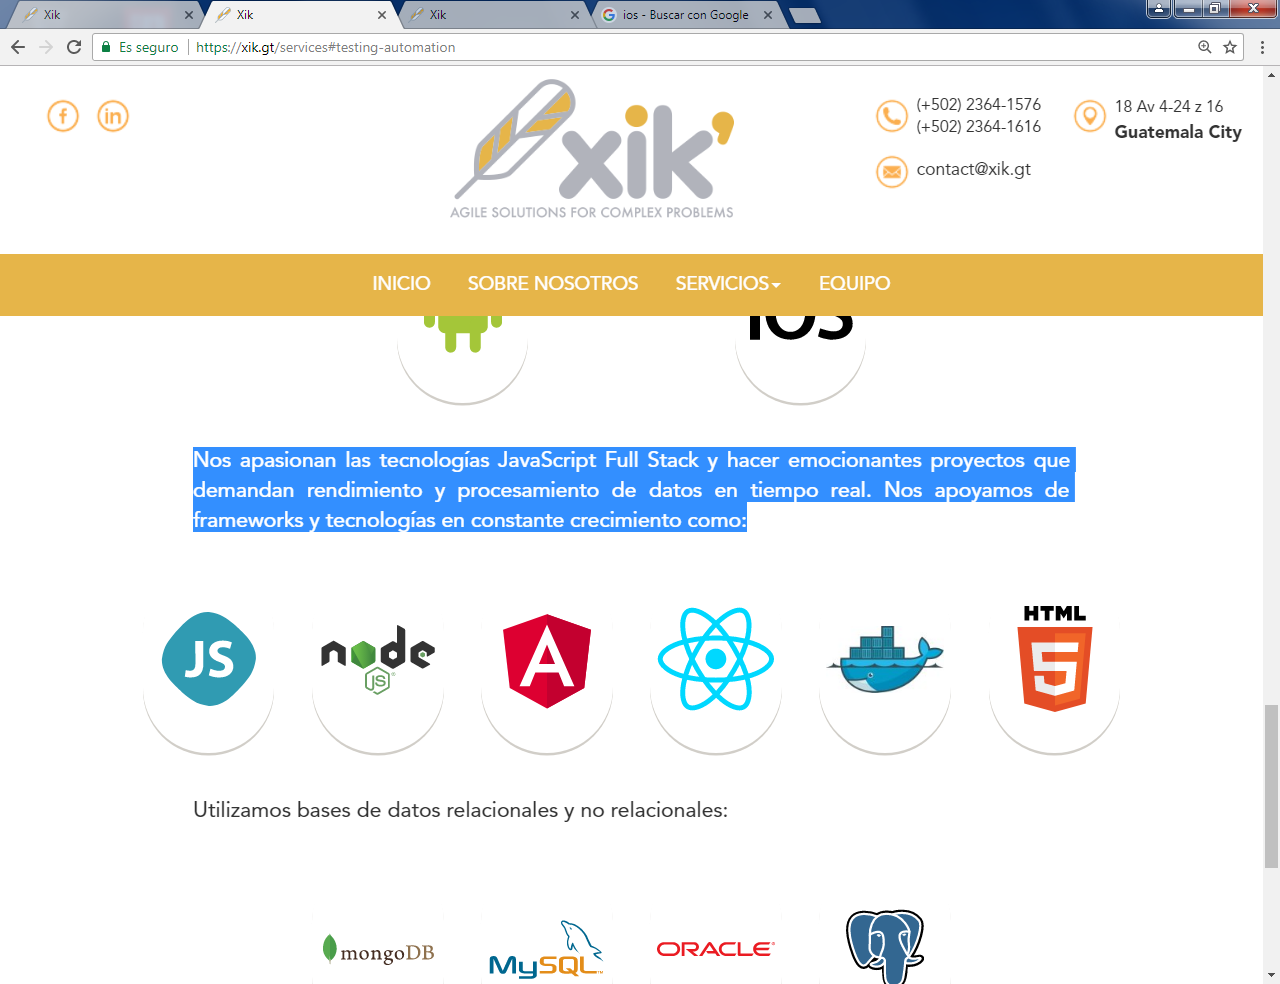 Xik
Xik
Xik
ios - Buscar con Google
Es seguro
https://xik.gt/services#testing-automation
f
in
xik'
AGILE SOLUTIONS FOR COMPLEX PROBLEMS
(+502) 2364-1576
(+502) 2364-1616
contact@xik.gt
18 Av 4-24 z 16
Guatemala City
INICIO SOBRE NOSOTROS SERVICIOS EQUIPO
iOS
Nos apasionan las tecnologías JavaScript Full Stack y hacer emocionantes proyectos que
demandan rendimiento y procesamiento de datos en tiempo real. Nos apoyamos de
frameworks y tecnologías en constante crecimiento como:
JS
node
JS
A
HTML
5
Utilizamos bases de datos relacionales y no relacionales:
mongoDB
MySQL
ORACLE